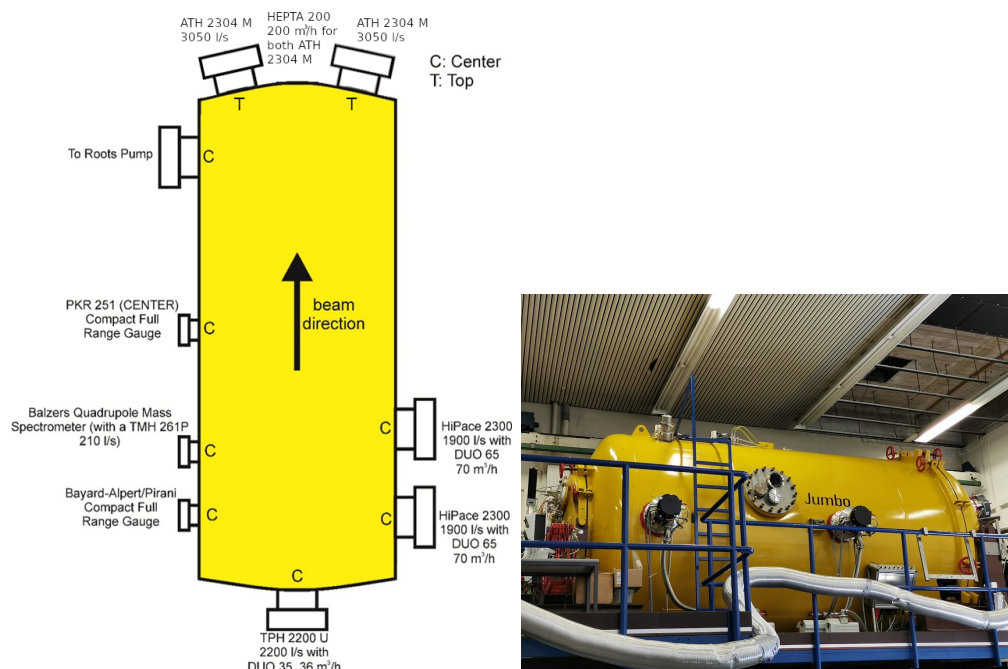 ATH 2304 M
3050 l/s
HEPTA 200
200 m³/h for
both ATH
2304 M
ATH 2304 M
3050 l/s
C: Center
T: Top
T
T
To Roots Pump
C
PKR 251 (CENTER)
Compact Full
Range Gauge
C
beam
direction
Balzers Quadrupole Mass
Spectrometer (with a TMH 261P
210 l/s)
C
C
HiPace 2300
1900 l/s with
DUO 65
70 m³/h
Bayard-Alpert/Pirani
Compact Full
Range Gauge
C
C
HiPace 2300
1900 l/s with
DUO 65
70 m³/h
C
TPH 2200 U
2200 l/s with
DUO 35, 36 m³/h
Jumbo